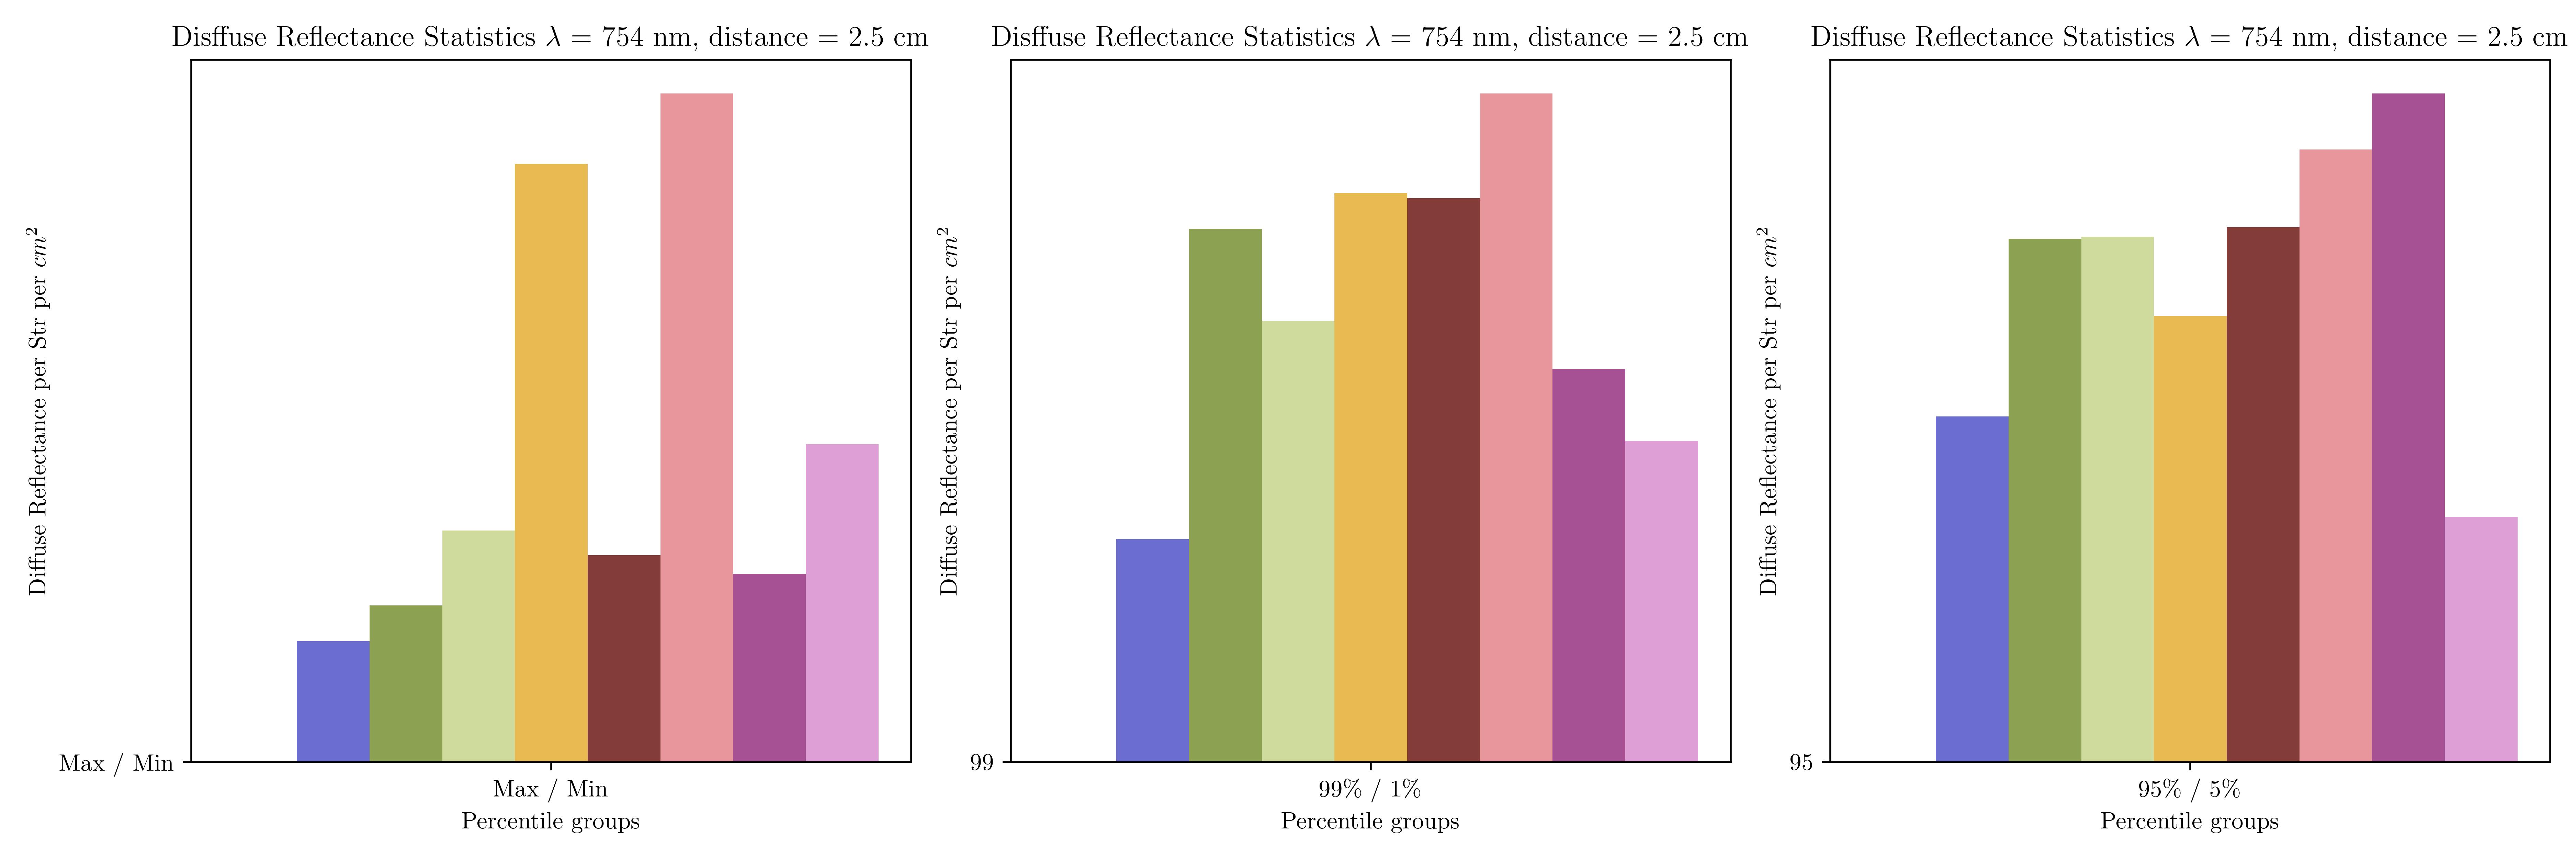 Disffuse Reflectance Statistics λ = 754 nm, distance = 2.5 cm
Diffuse Reflectance per Str per cm²
Max / Min
Max / Min
Percentile groups
Disffuse Reflectance Statistics λ = 754 nm, distance = 2.5 cm
Diffuse Reflectance per Str per cm²
99
99% / 1%
Percentile groups
Disffuse Reflectance Statistics λ = 754 nm, distance = 2.5 cm
Diffuse Reflectance per Str per cm²
95
95% / 5%
Percentile groups